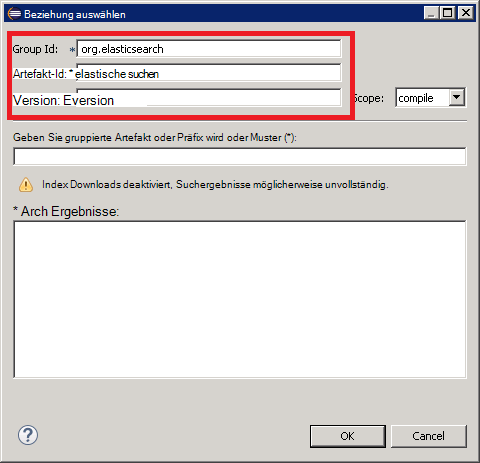 Beziehung auswählen
Group Id: * org.elasticsearch
Artefakt-Id: * elastische suchen
Version: Eversion
Scope: compile
Geben Sie gruppierte Artefakt oder Präfix wird oder Muster (*):
Index Downloads deaktiviert, Suchergebnisse möglicherweise unvollständig.
* Arch Ergebnisse:
OK Cancel